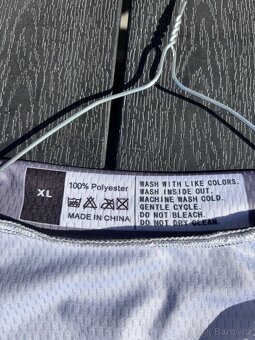 XL
100% Polyester
MADE IN CHINA
WASH WITH LIKE COLORS.
WASH INSIDE OUT.
MACHINE WASH COLD.
GENTLE CYCLE.
DO NOT BLEACH.
DO NOT DRY CLEAN.